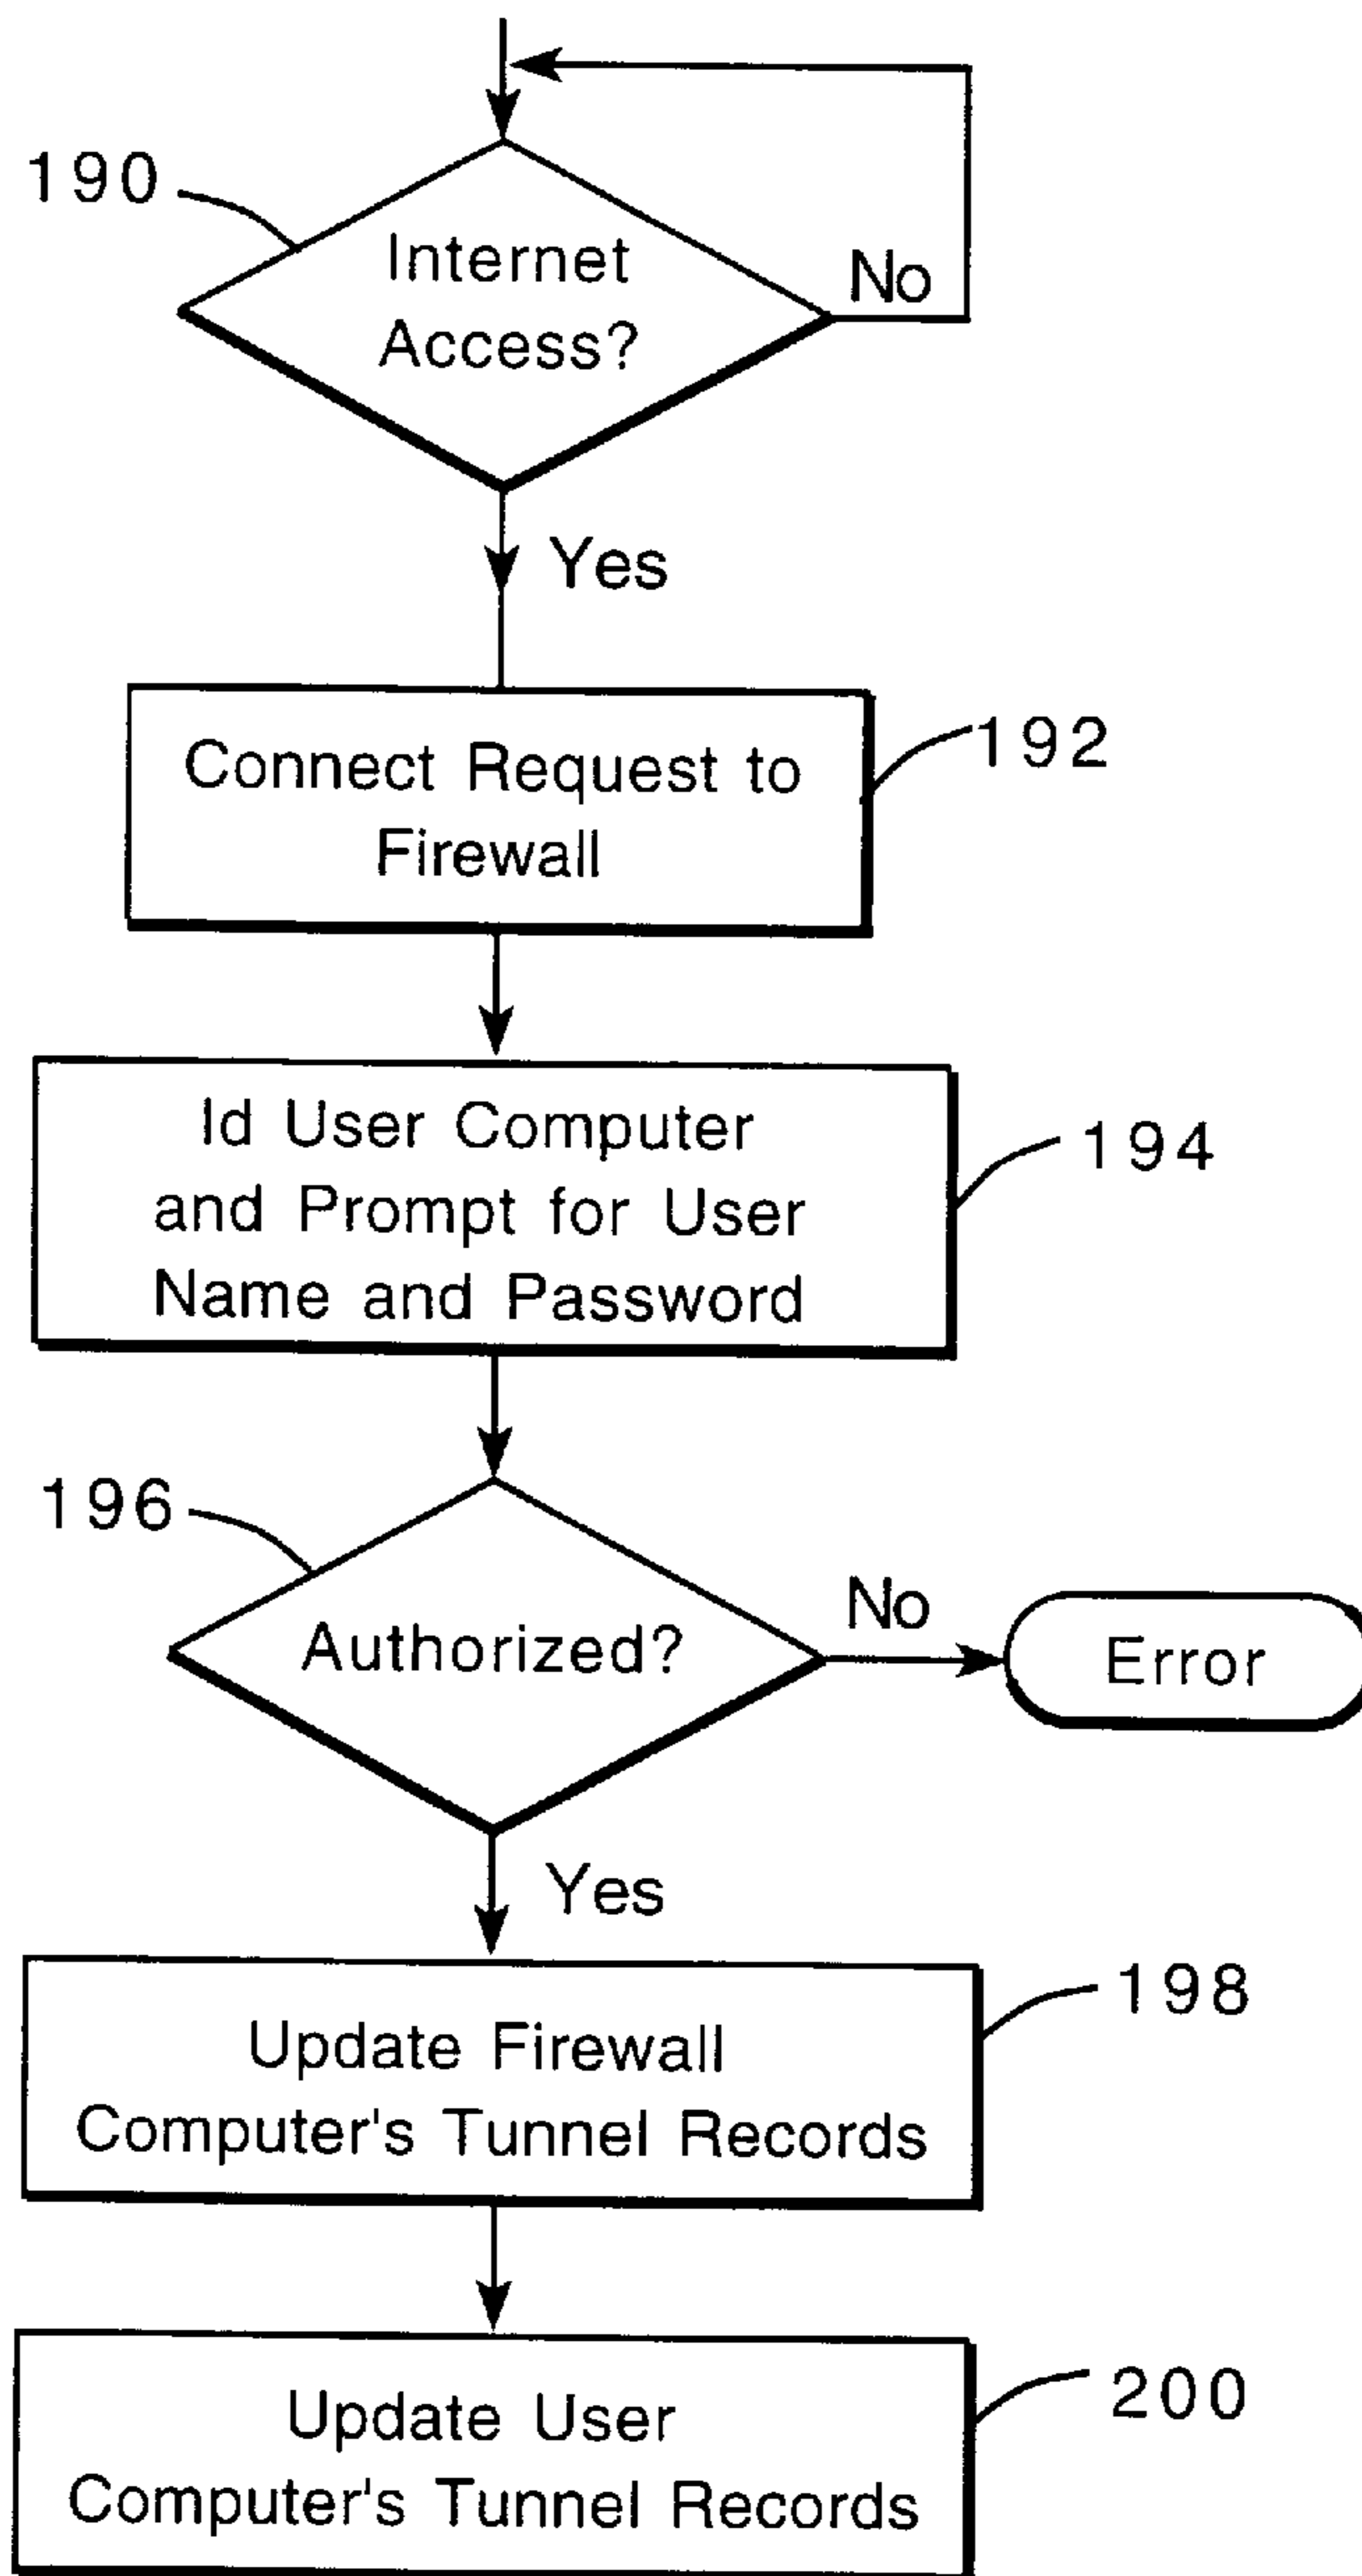 190
Internet
Access?
No
Yes
Connect Request to
Firewall
192
Id User Computer
and Prompt for User
Name and Password
194
196
Authorized?
No
Error
Yes
Update Firewall
Computer's Tunnel Records
198
Update User
Computer's Tunnel Records
200